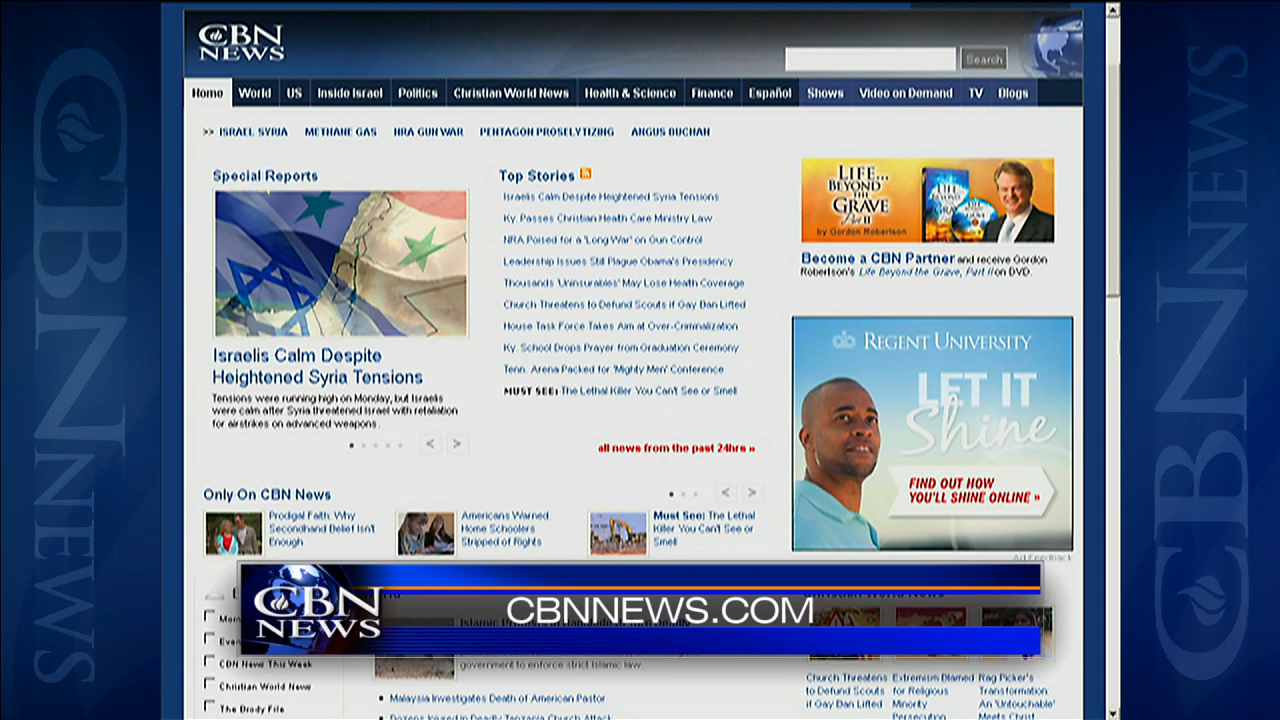 CBN
NEWS
Search
Home World US Inside Israel Politics Christian World News Health & Science Finance Español Shows Video on Demand TV Blogs
>> ISRAEL SYRIA METHANE GAS NRA GUN WAR PENTAGON PROSELYTIZING ANGUS BUCHAN
Special Reports
Israelis Calm Despite
Heightened Syria Tensions
Tensions were running high on Monday, but Israelis
were calm after Syria threatened Israel with retaliation
for airstrikes on advanced weapons.
< >
Top Stories
Israelis Calm Despite Heightened Syria Tensions
Ky. Passes Christian Heath Care Ministry Law
NRA Poised for a 'Long War' on Gun Control
Leadership Issues Still Plague Obama's Presidency
Thousands 'Uninsurables' May Lose Health Coverage
Church Threatens to Defund Scouts if Gay Ban Lifted
House Task Force Takes Aim at Over-Criminalization
Ky. School Drops Prayer from Graduation Ceremony
Tenn. Arena Packed for 'Mighty Men' Conference
MUST SEE: The Lethal Killer You Can't See or Smell
all news from the past 24hrs »
LIFE...
BEYOND
THE
GRAVE
Part II
by Gordon Robertson
Become a CBN Partner and receive Gordon
Robertson's Life Beyond the Grave, Part II on DVD.
REGENT UNIVERSITY
LET IT
Shine
FIND OUT HOW
YOU'LL SHINE ONLINE »
Ad Feedback
Only On CBN News
< >
Prodigal Faith: Why
Secondhand Belief Isn't
Enough
Americans Warned
Home Schoolers
Stripped of Rights
Must See: The Lethal
Killer You Can't See or
Smell
CBN
NEWS
CBNNEWS.COM
government to enforce strict Islamic law
Malaysia Investigates Death of American Pastor
Dozens Injured in Deadly Tanzania Church Attack
CBN News This Week
Christian World News
The Brody File
Church Threatens
to Defund Scouts
if Gay Ban Lifted
Extremism Blamed
for Religious
Minority
Persecution
Rag Picker's
Transformation
An 'Untouchable'
Meets Christ
CBN NEWS
CBN NEWS